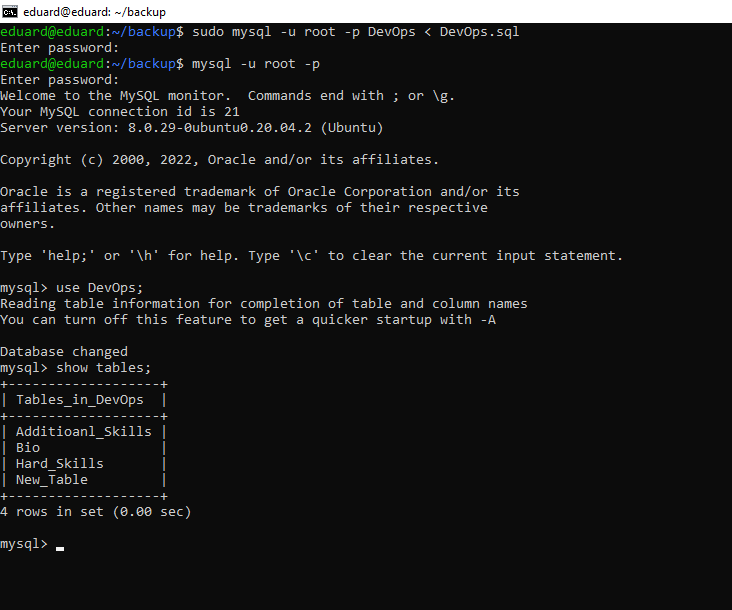 eduard@eduard: ~/backup
eduard@eduard:~/backup$ sudo mysql -u root -p DevOps < DevOps.sql
Enter password:
eduard@eduard:~/backup$ mysql -u root -p
Enter password:
Welcome to the MySQL monitor.  Commands end with ; or \g.
Your MySQL connection id is 21
Server version: 8.0.29-0ubuntu0.20.04.2 (Ubuntu)
Copyright (c) 2000, 2022, Oracle and/or its affiliates.
Oracle is a registered trademark of Oracle Corporation and/or its
affiliates. Other names may be trademarks of their respective
owners.
Type 'help;' or '\h' for help. Type '\c' to clear the current input statement.
mysql> use DevOps;
Reading table information for completion of table and column names
You can turn off this feature to get a quicker startup with -A
Database changed
mysql> show tables;
+-------------------+
| Tables_in_DevOps  |
+-------------------+
| Additioanl_Skills |
| Bio               |
| Hard_Skills       |
| New_Table         |
+-------------------+
4 rows in set (0.00 sec)
mysql> _